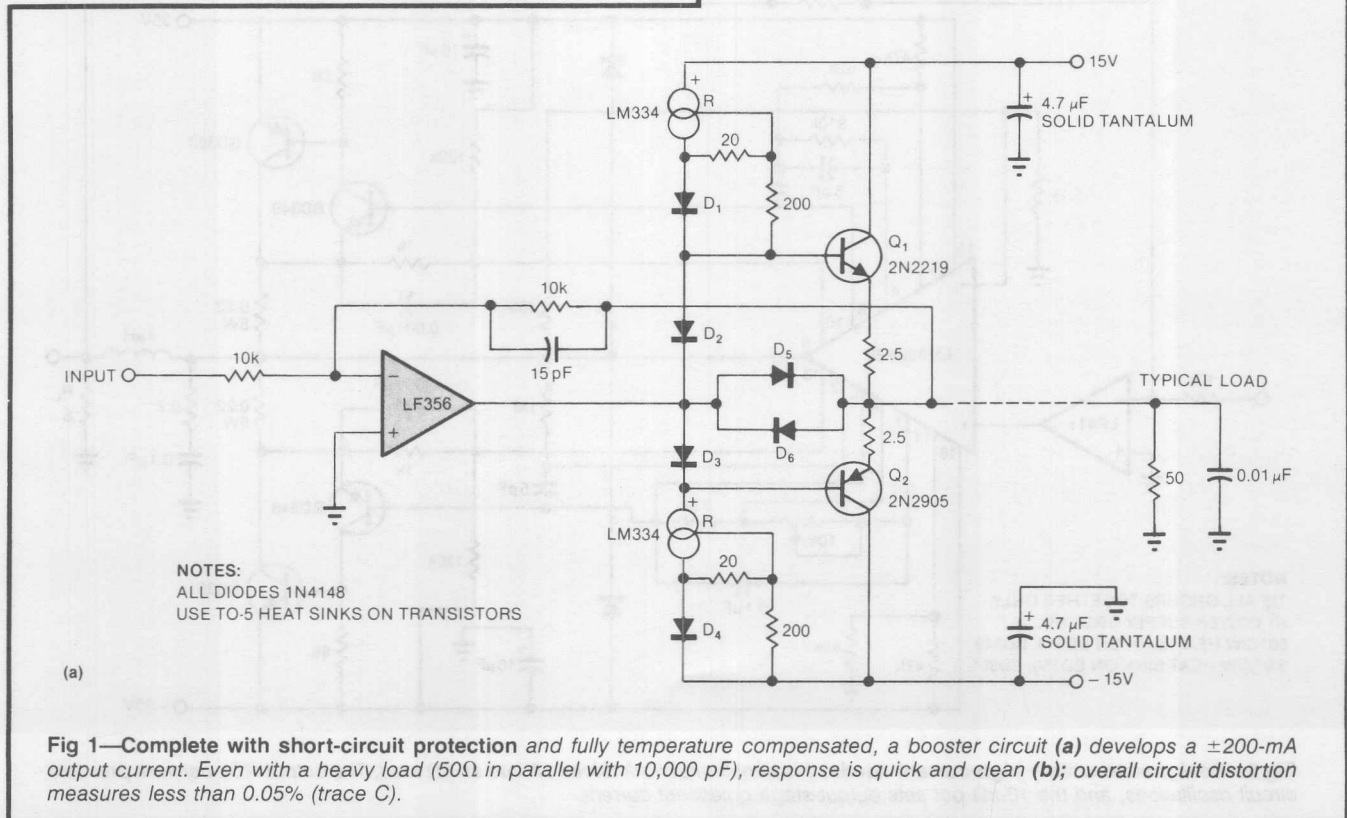 15V
+
R
LM334
+
4.7 µF
SOLID TANTALUM
20
D1
200
Q1
2N2219
10k
D2
2.5
15 pF
D5
INPUT
10k
TYPICAL LOAD
−
LF356
+
D6
2.5
D3
Q2
2N2905
50
0.01 µF
+
R
LM334
20
NOTES:
ALL DIODES 1N4148
USE TO-5 HEAT SINKS ON TRANSISTORS
D4
200
+
4.7 µF
SOLID TANTALUM
(a)
− 15V
Fig 1—Complete with short-circuit protection and fully temperature compensated, a booster circuit (a) develops a ±200-mA
output current. Even with a heavy load (50Ω in parallel with 10,000 pF), response is quick and clean (b); overall circuit distortion
measures less than 0.05% (trace C).